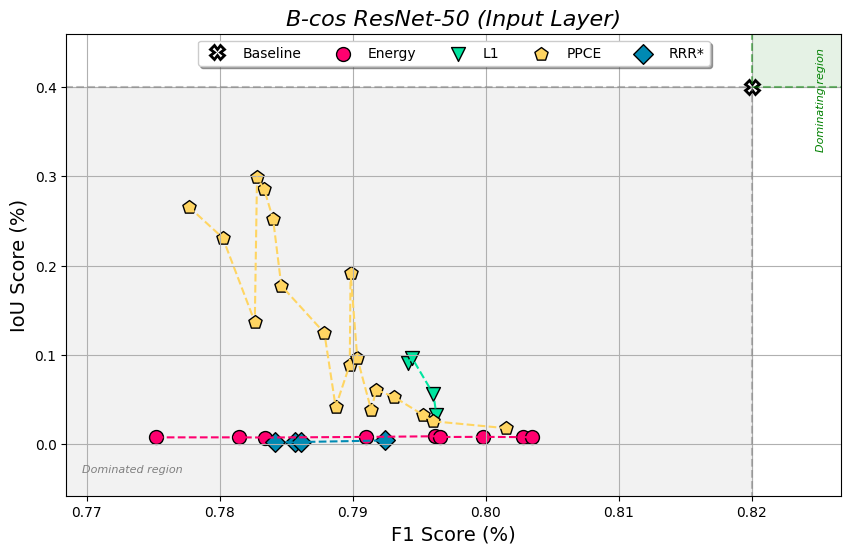 B-cos ResNet-50 (Input Layer)
Baseline
Energy
L1
PPCE
RRR*
Dominating region
IoU Score (%)
0.4
0.3
0.2
0.1
0.0
Dominated region
0.77
0.78
0.79
0.80
0.81
0.82
F1 Score (%)